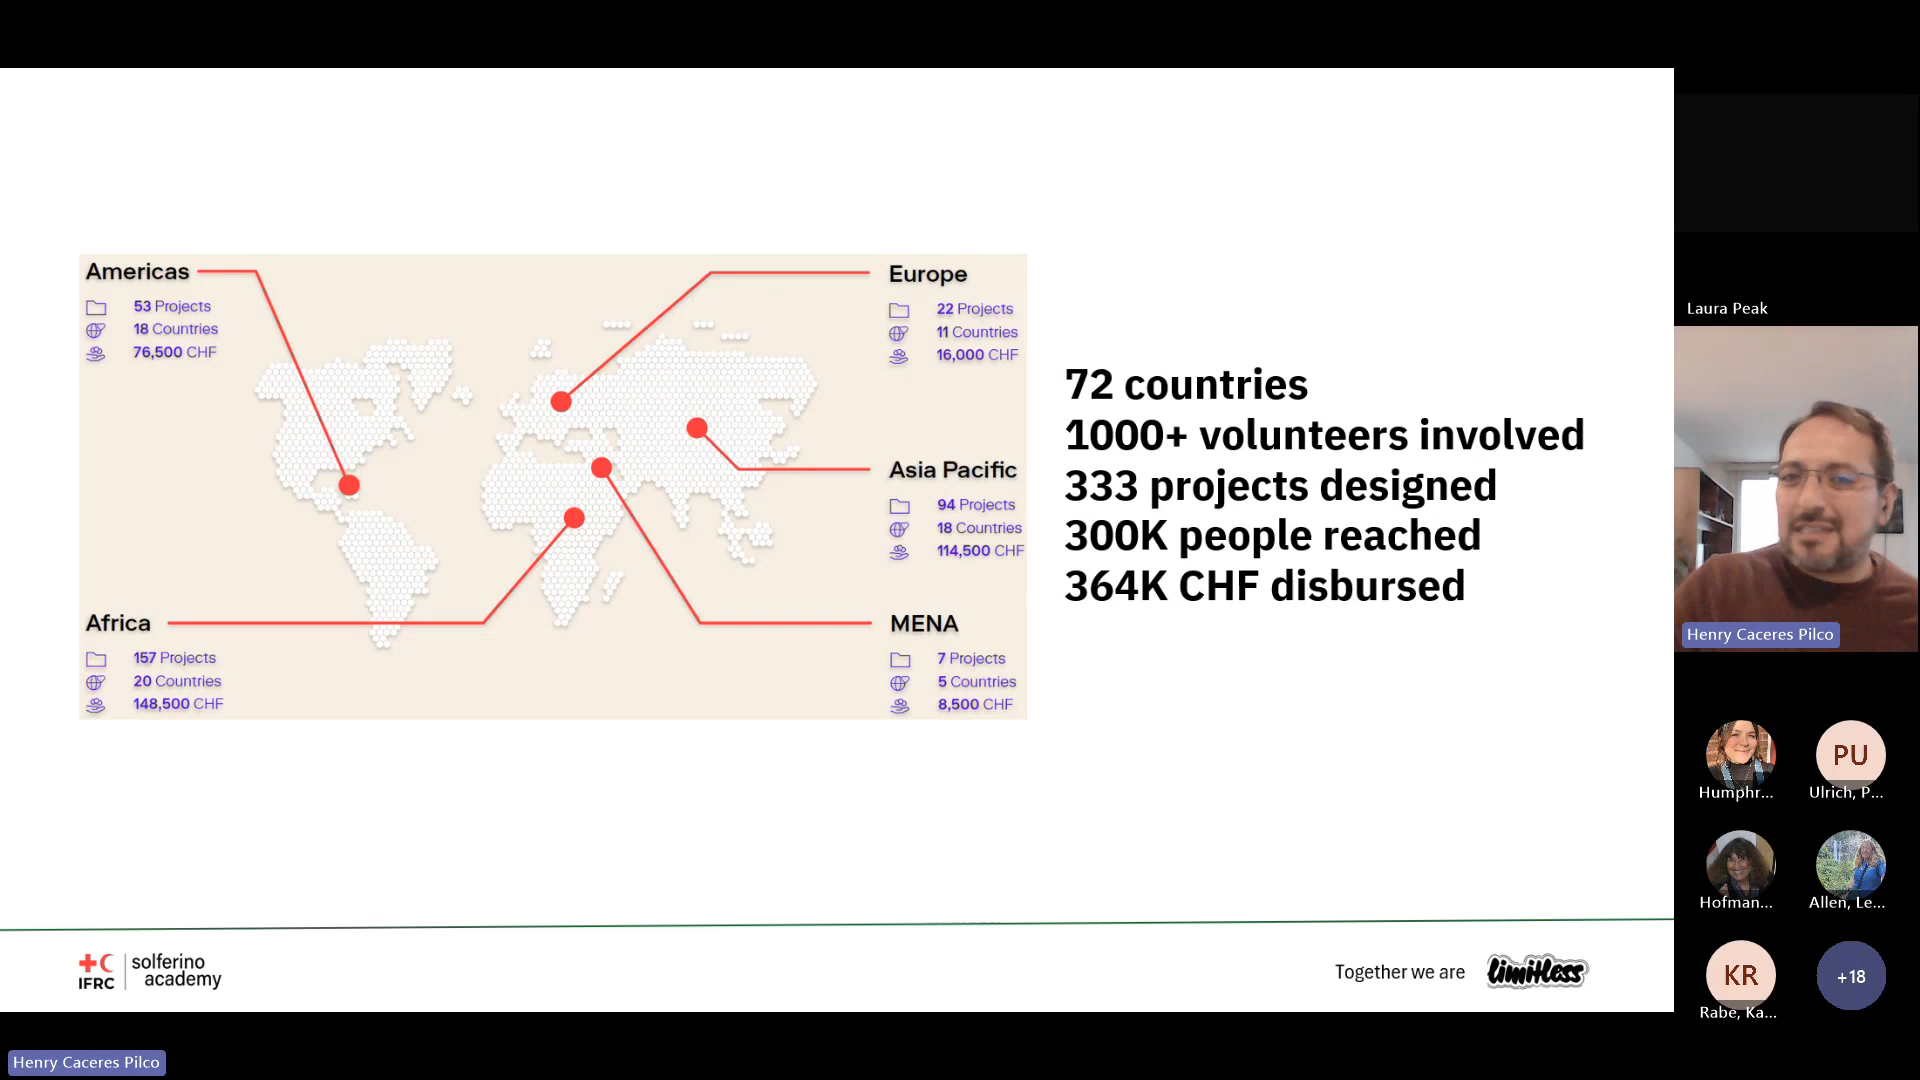 Americas
53 Projects
18 Countries
76,500 CHF
Europe
22 Projects
11 Countries
16,000 CHF
Asia Pacific
94 Projects
18 Countries
114,500 CHF
Africa
157 Projects
20 Countries
148,500 CHF
MENA
7 Projects
5 Countries
8,500 CHF
72 countries
1000+ volunteers involved
333 projects designed
300K people reached
364K CHF disbursed
IFRC
solferino
academy
Together we are
limitless
Laura Peak
Henry Caceres Pilco
Humphr...
PU
Ulrich, P...
Hofman...
Allen, Le...
KR
Rabe, Ka...
+18
Henry Caceres Pilco